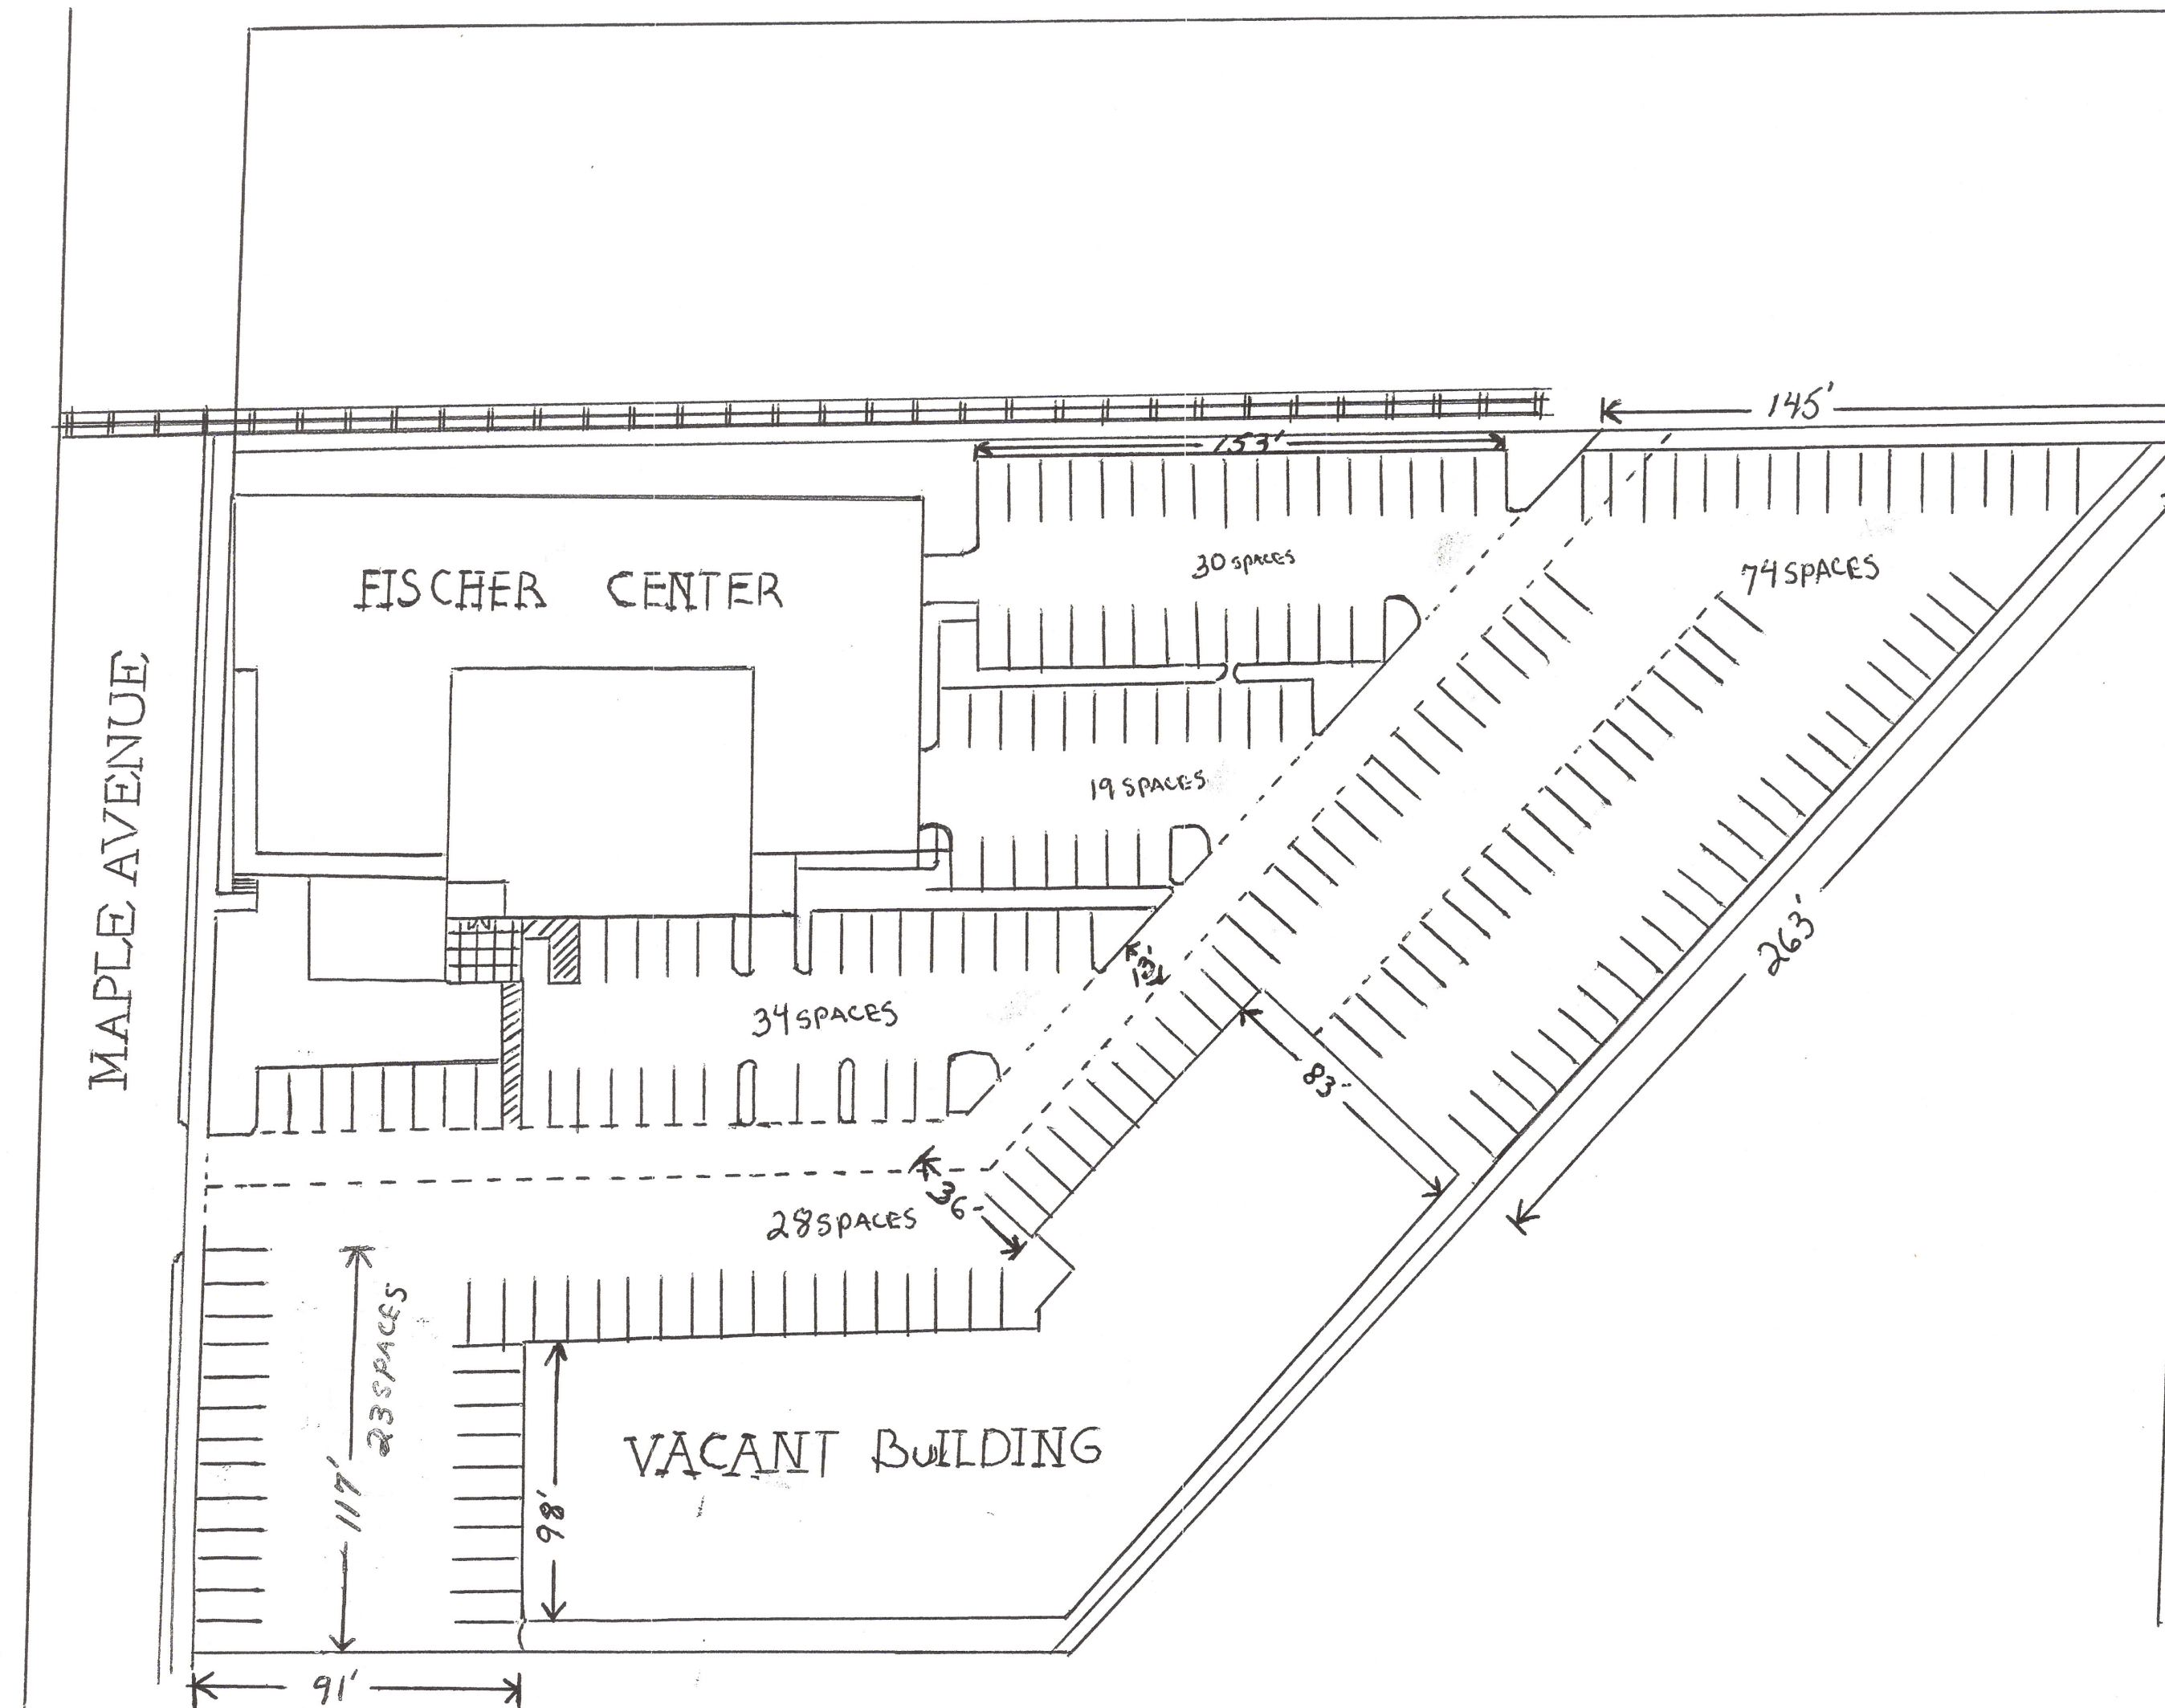 145'
153'
30 SPACES
FISCHER CENTER
74 SPACES
19 SPACES
MAPLE AVENUE
263'
13'
34 SPACES
83'
36'
28 SPACES
23 SPACES
VACANT BUILDING
117'
98'
91'